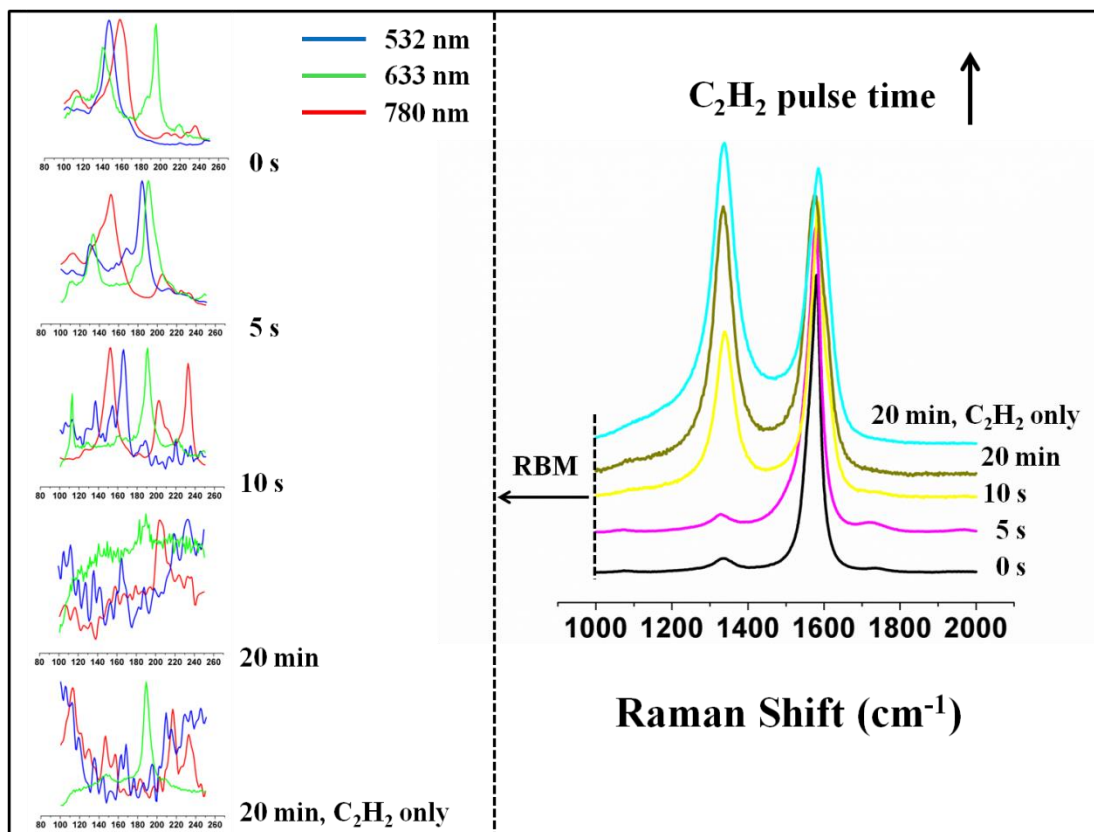 532 nm
633 nm
780 nm
80 100 120 140 160 180 200 220 240 260
0 s
80 100 120 140 160 180 200 220 240 260
5 s
80 100 120 140 160 180 200 220 240 260
10 s
40 60 80 100 120 140 160 180 200 220 240 260
20 min
80 100 120 140 160 180 200 220 240 260
20 min, C₂H₂ only
C₂H₂ pulse time
RBM
20 min, C₂H₂ only
20 min
10 s
5 s
0 s
1000 1200 1400 1600 1800 2000
Raman Shift (cm⁻¹)